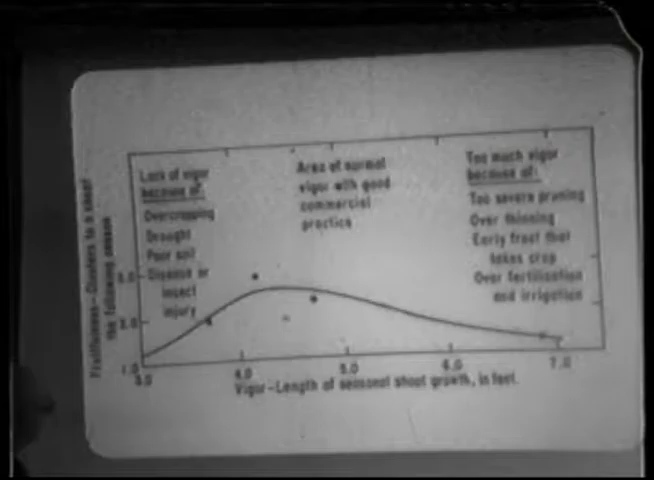 Lack of vigor
because of:
Overcropping
Drought
Poor soil
Disease or
insect
injury
Area of normal
vigor with good
commercial
practice
Too much vigor
because of:
Too severe pruning
Over thinning
Early frost that
takes crop
Over fertilization
and irrigation
Fruitfulness—Clusters to a shoot
the following season
3.0
2.0
1.0
3.0
4.0
5.0
6.0
7.0
Vigor—Length of seasonal shoot growth, in feet.